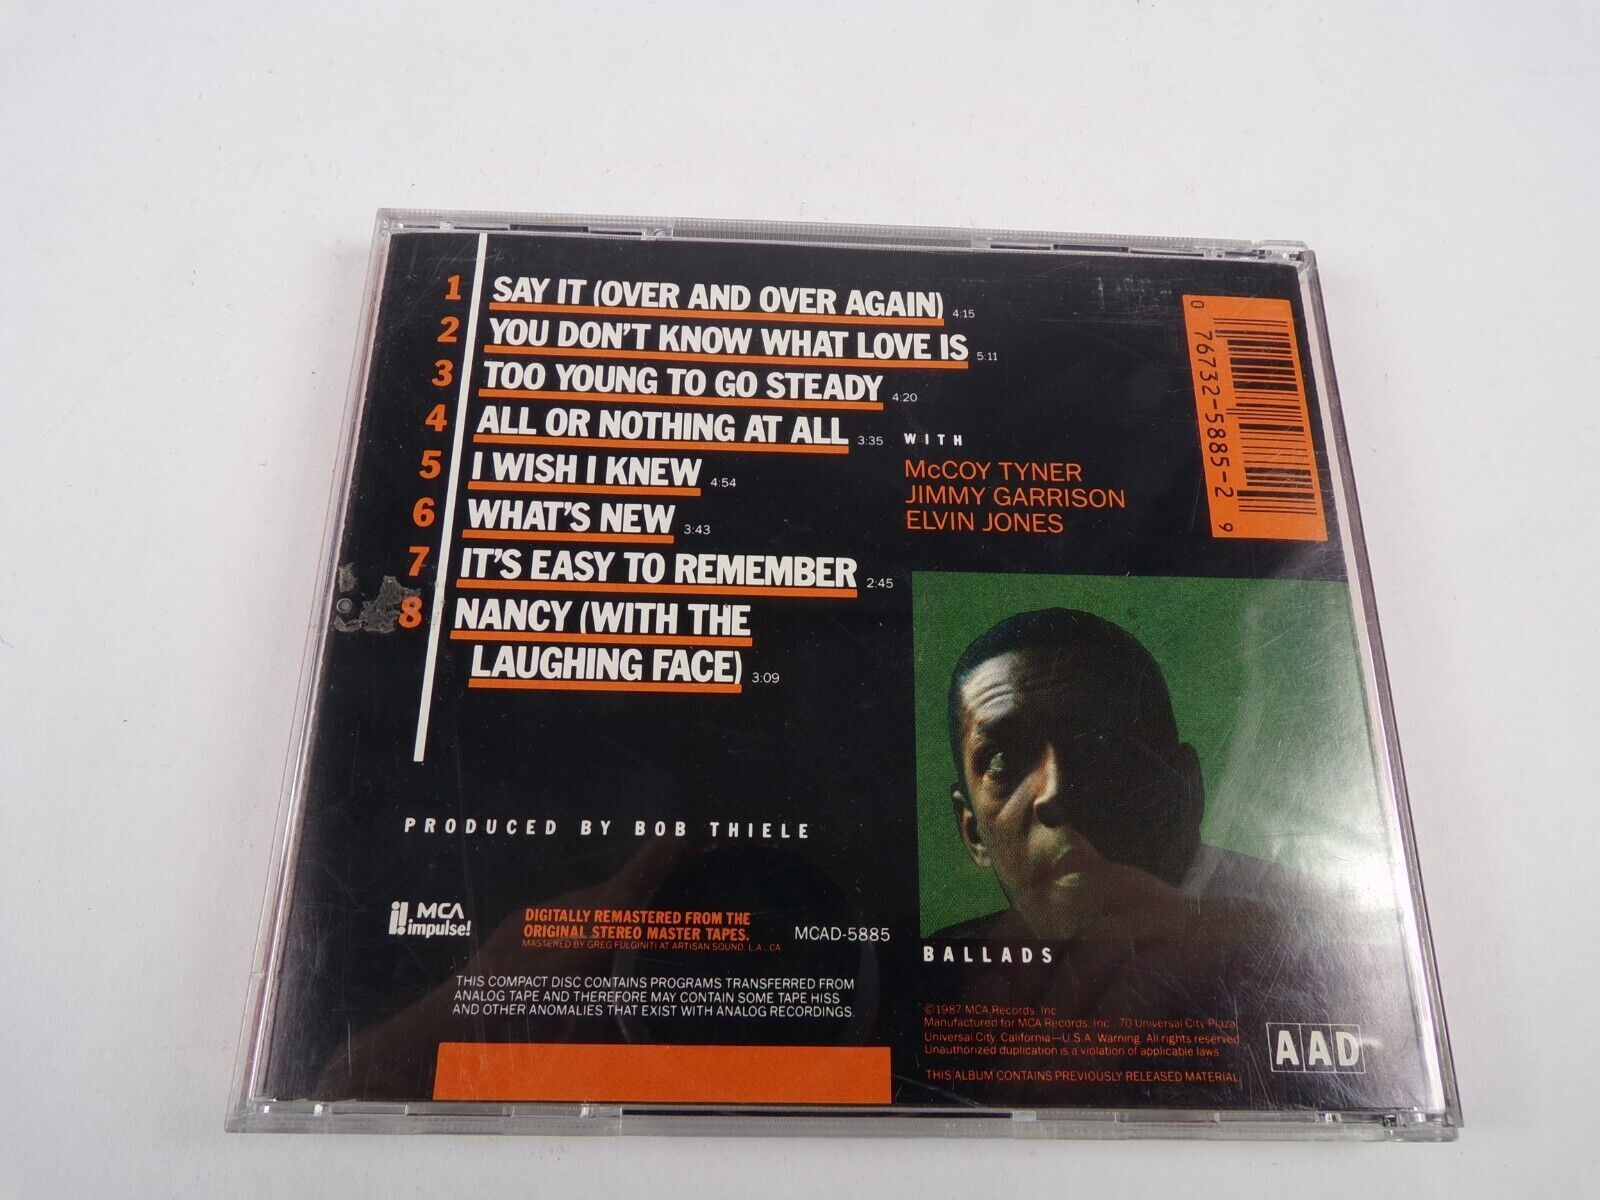 1 SAY IT (OVER AND OVER AGAIN) 4:15
2 YOU DON'T KNOW WHAT LOVE IS 5:11
3 TOO YOUNG TO GO STEADY 4:20
4 ALL OR NOTHING AT ALL 3:35
5 I WISH I KNEW 4:54
6 WHAT'S NEW 3:43
7 IT'S EASY TO REMEMBER 2:45
8 NANCY (WITH THE
LAUGHING FACE) 3:09
WITH
McCOY TYNER
JIMMY GARRISON
ELVIN JONES
0 76732-5885-2 9
PRODUCED BY BOB THIELE
MCA
impulse!
DIGITALLY REMASTERED FROM THE
ORIGINAL STEREO MASTER TAPES.
MASTERED BY GREG FULGINITI AT ARTISAN SOUND, L.A., CA
MCAD-5885
THIS COMPACT DISC CONTAINS PROGRAMS TRANSFERRED FROM
ANALOG TAPE AND THEREFORE MAY CONTAIN SOME TAPE HISS
AND OTHER ANOMALIES THAT EXIST WITH ANALOG RECORDINGS.
BALLADS
©1987 MCA Records, Inc.
Manufactured for MCA Records, Inc., 70 Universal City Plaza,
Universal City, California—U.S.A. Warning: All rights reserved.
Unauthorized duplication is a violation of applicable laws.
THIS ALBUM CONTAINS PREVIOUSLY RELEASED MATERIAL
AAD